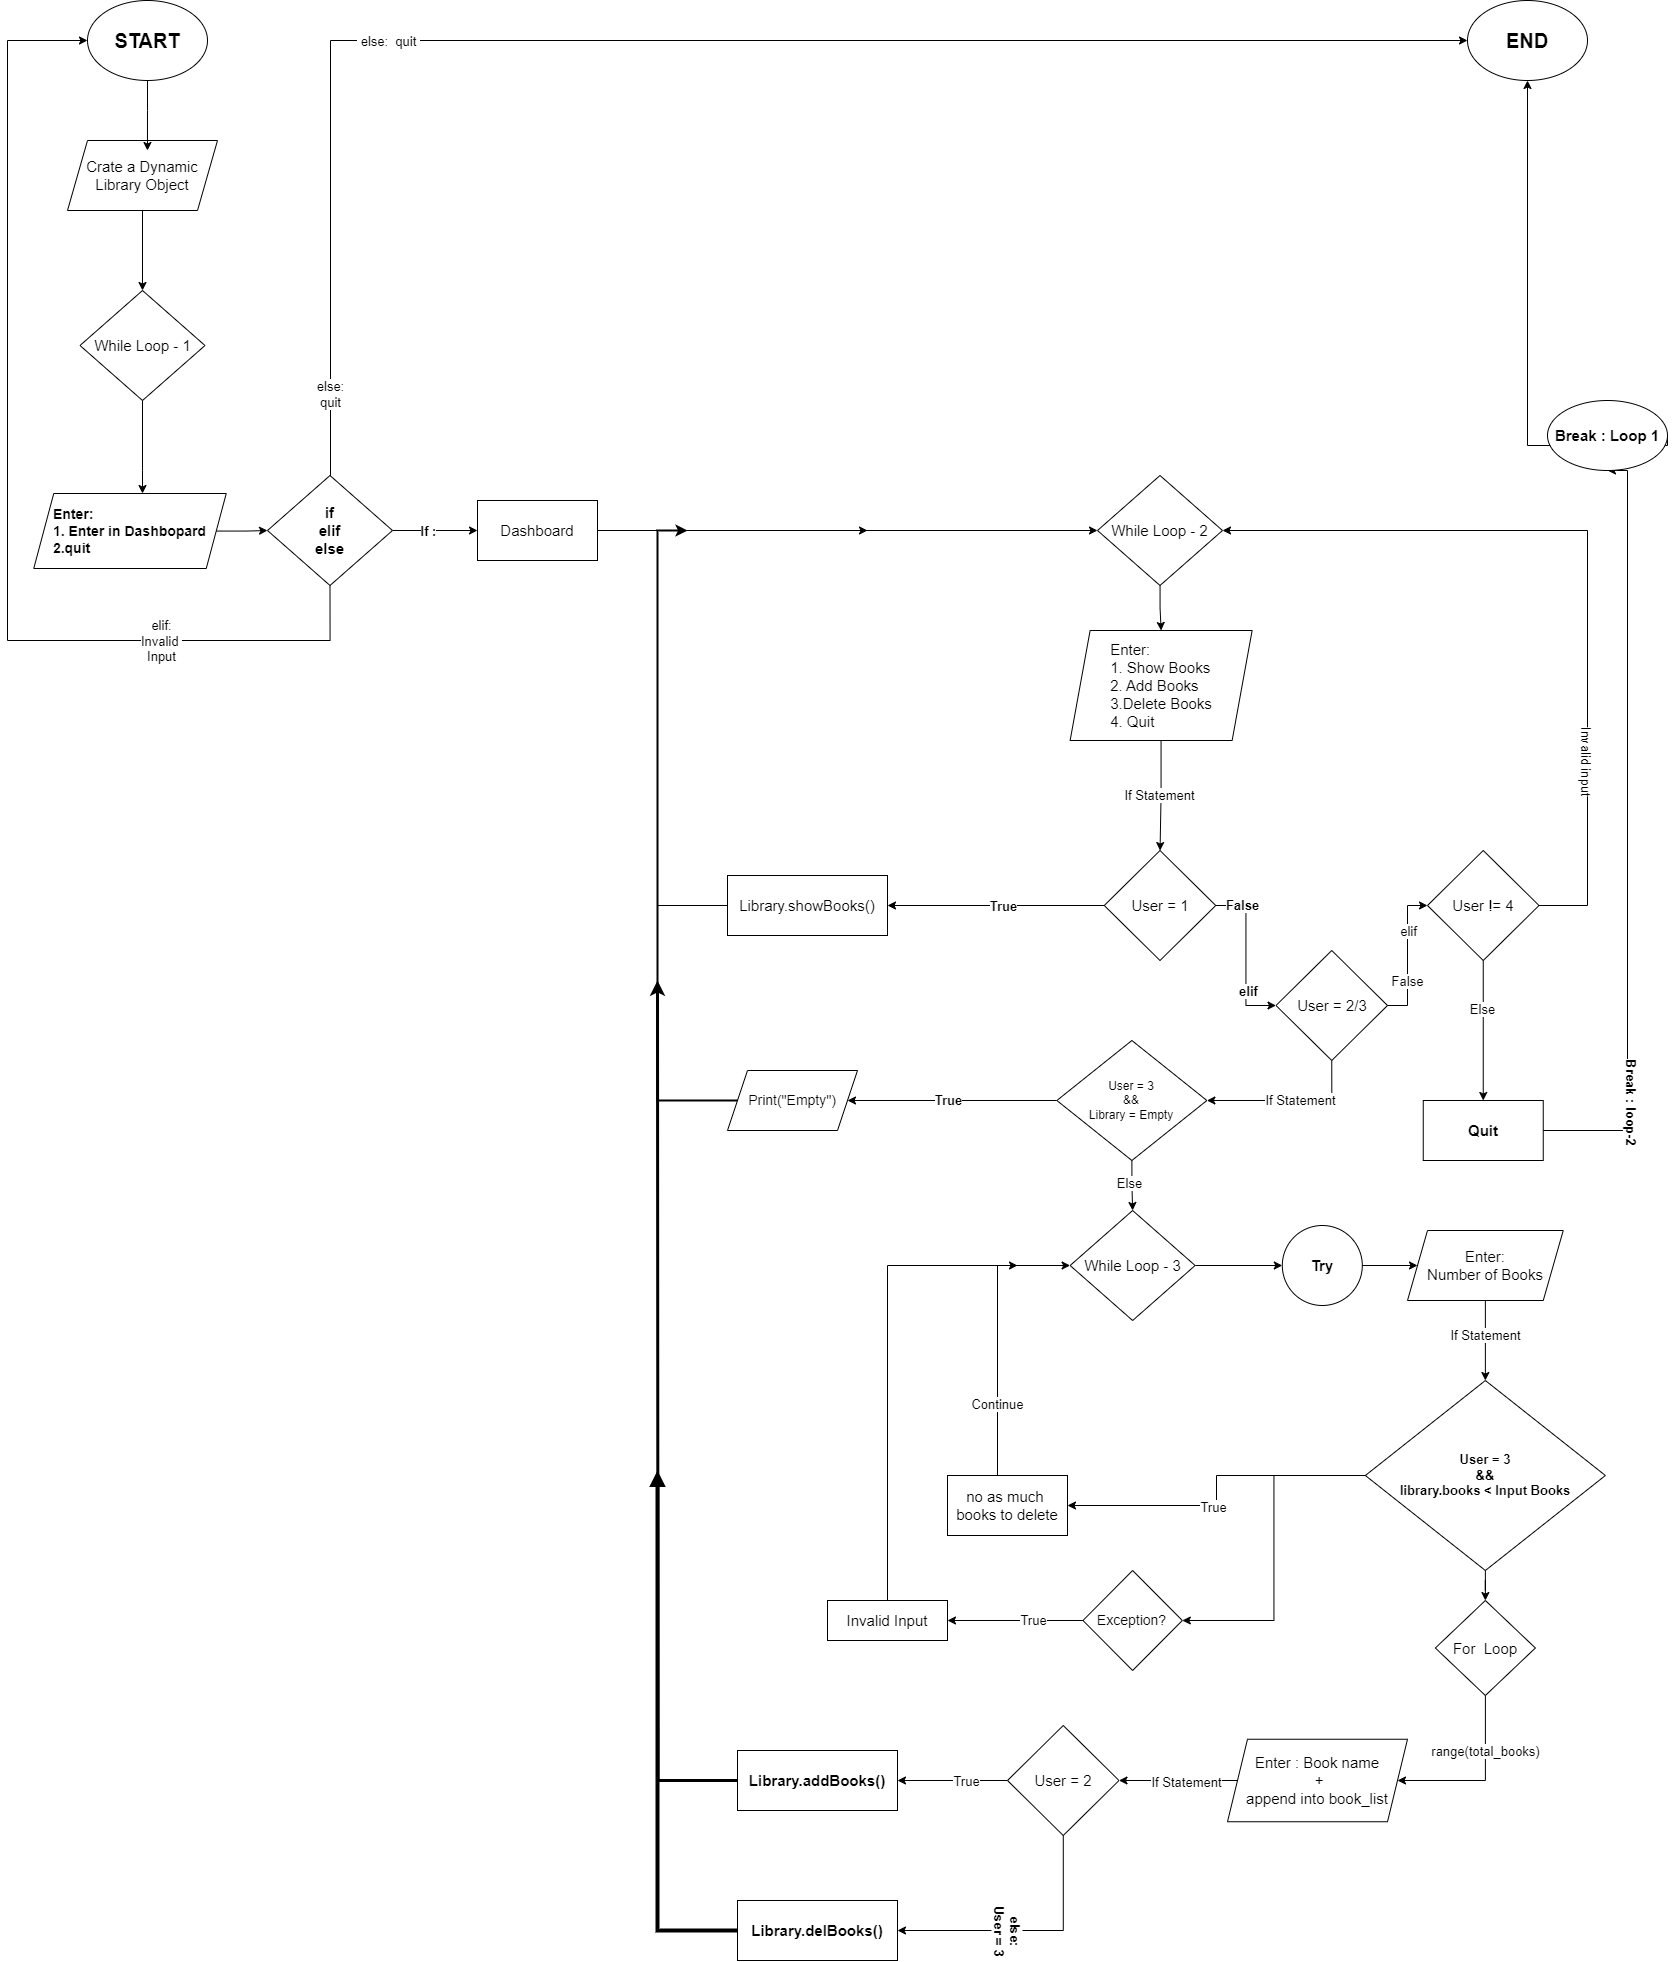 START
END
else:  quit
Crate a Dynamic
Library Object
While Loop - 1
else:
quit
Break : Loop 1
Enter:
1. Enter in Dashbopard
2.quit
if
elif
else
If :
Dashboard
While Loop - 2
elif:
Invalid
Input
Enter:
1. Show Books
2. Add Books
3.Delete Books
4. Quit
Invalid input
If Statement
Library.showBooks()
True
User = 1
False
User != 4
elif
elif
False
User = 2/3
Else
Print("Empty")
True
User = 3
&&
Library = Empty
If Statement
Quit
Break : loop-2
Else
While Loop - 3
Try
Enter:
Number of Books
If Statement
Continue
User = 3
&&
library.books < Input Books
no as much
books to delete
True
Invalid Input
True
Exception?
For  Loop
range(total_books)
Library.addBooks()
True
User = 2
If Statement
Enter : Book name
+
append into book_list
Library.delBooks()
else:
User = 3